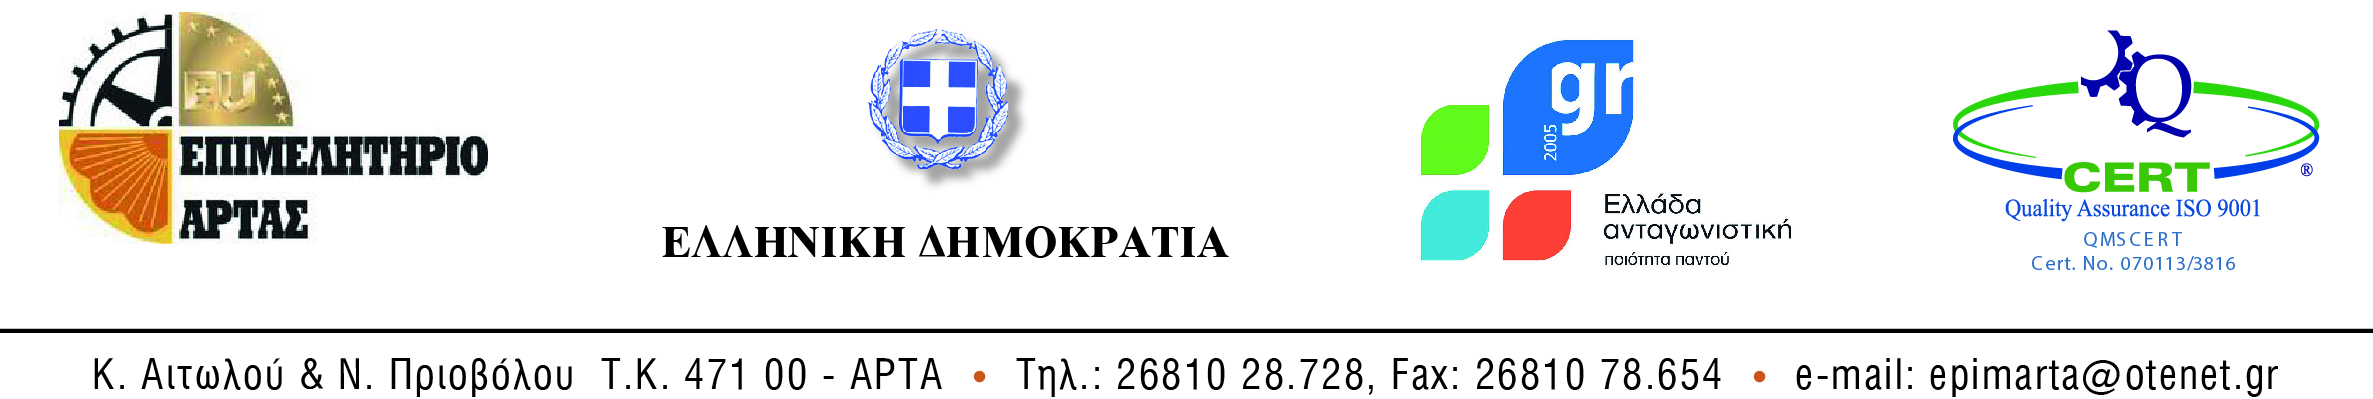 EU
ΕΠΙΜΕΛΗΤΗΡΙΟ
ΑΡΤΑΣ
ΕΛΛΗΝΙΚΗ ΔΗΜΟΚΡΑΤΙΑ
2005
gr
Ελλάδα
ανταγωνιστική
ποιότητα παντού
Q
CERT
®
Quality Assurance ISO 9001
QMSCERT
Cert. No. 070113/3816
Κ. Αιτωλού & Ν. Πριοβόλου Τ.Κ. 471 00 - ΑΡΤΑ • Τηλ.: 26810 28.728, Fax: 26810 78.654 • e-mail: epimarta@otenet.gr